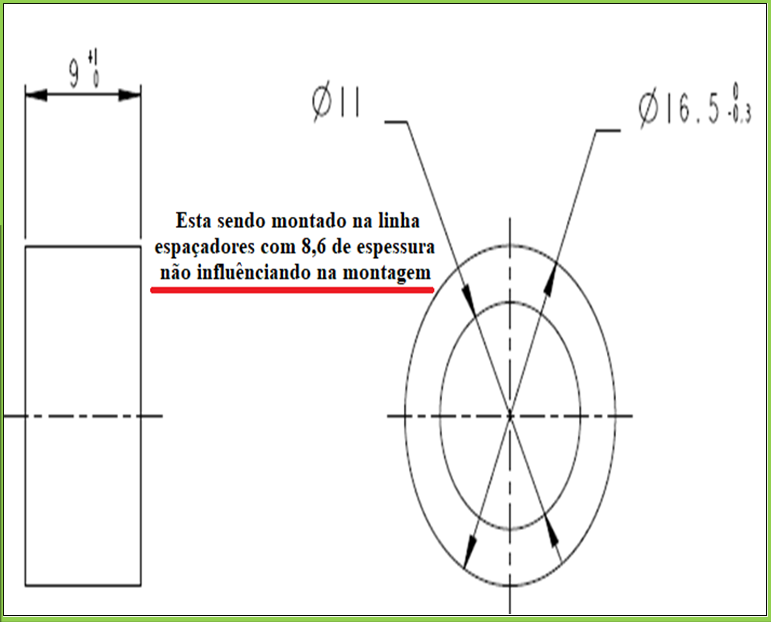 9 +1 0
Ø11
Ø16.5 0 -0.3
Esta sendo montado na linha
espaçadores com 8,6 de espessura
não influênciando na montagem